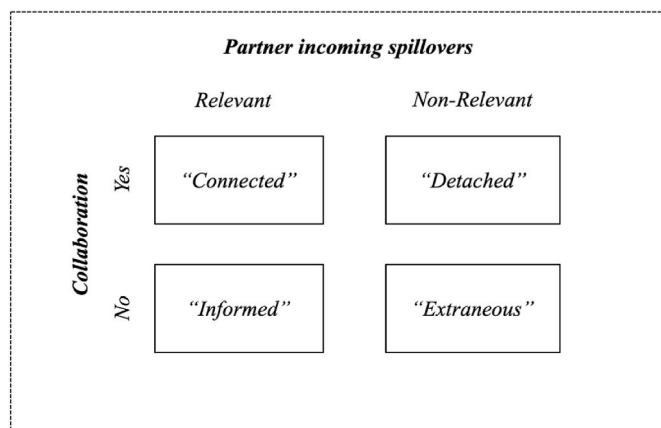 Partner incoming spillovers
Relevant Non-Relevant
Collaboration
Yes “Connected” “Detached”
No “Informed” “Extraneous”